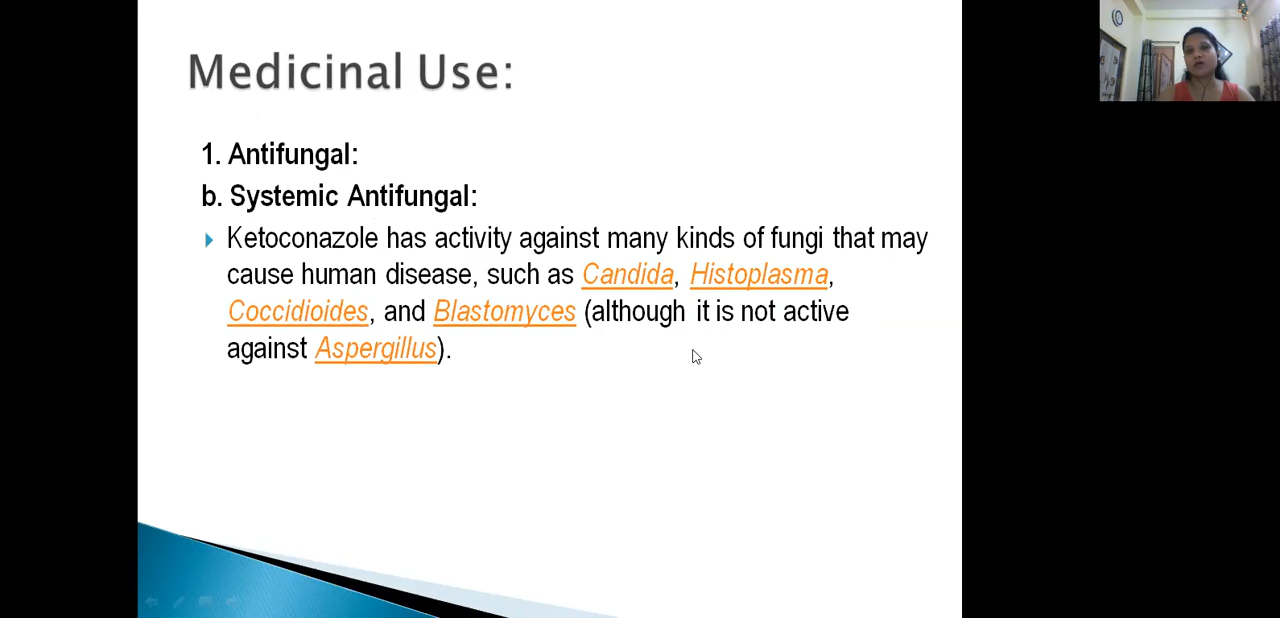 Medicinal Use:
1. Antifungal:
b. Systemic Antifungal:
Ketoconazole has activity against many kinds of fungi that may
cause human disease, such as Candida, Histoplasma,
Coccidioides, and Blastomyces (although it is not active
against Aspergillus).